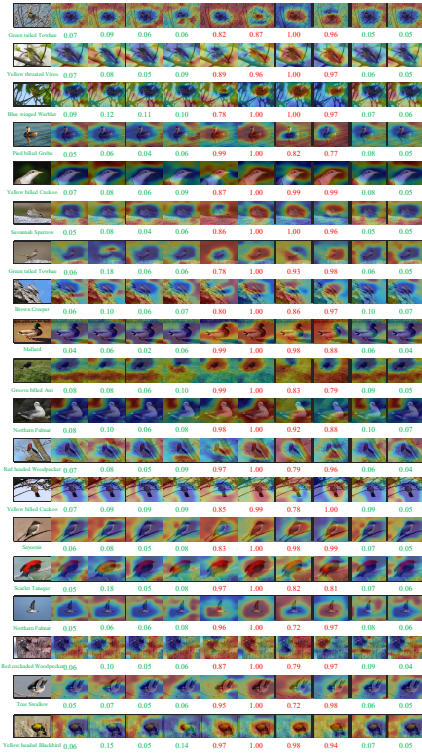 Green tailed Towhee 0.07 0.09 0.06 0.06 0.82 0.87 1.00 0.96 0.05 0.05
Yellow throated Vireo 0.07 0.08 0.05 0.09 0.89 0.96 1.00 0.97 0.06 0.05
Blue winged Warbler 0.09 0.12 0.11 0.10 0.78 1.00 1.00 0.97 0.07 0.06
Pied billed Grebe 0.05 0.06 0.04 0.06 0.99 1.00 0.82 0.77 0.08 0.05
Yellow billed Cuckoo 0.07 0.08 0.06 0.09 0.87 1.00 0.99 0.99 0.08 0.05
Savannah Sparrow 0.05 0.08 0.04 0.06 0.86 1.00 1.00 0.96 0.05 0.05
Green tailed Towhee 0.06 0.18 0.06 0.06 0.78 1.00 0.93 0.98 0.06 0.05
Brown Creeper 0.06 0.10 0.06 0.07 0.80 1.00 0.86 0.97 0.10 0.07
Mallard 0.04 0.06 0.02 0.06 0.99 1.00 0.98 0.88 0.06 0.04
Groove billed Ani 0.08 0.08 0.06 0.10 0.99 1.00 0.83 0.79 0.09 0.05
Northern Fulmar 0.08 0.10 0.06 0.08 0.98 1.00 0.92 0.88 0.10 0.07
Red headed Woodpecker 0.07 0.08 0.05 0.09 0.97 1.00 0.79 0.96 0.06 0.04
Yellow billed Cuckoo 0.07 0.09 0.09 0.09 0.85 0.99 0.78 1.00 0.06 0.05
Sayornis 0.06 0.08 0.05 0.08 0.83 1.00 0.98 0.99 0.07 0.05
Scarlet Tanager 0.05 0.18 0.05 0.08 0.97 1.00 0.82 0.81 0.07 0.06
Northern Fulmar 0.05 0.06 0.06 0.08 0.96 1.00 0.72 0.97 0.08 0.06
Red cockaded Woodpecker 0.06 0.10 0.05 0.06 0.87 1.00 0.79 0.97 0.09 0.04
Tree Swallow 0.05 0.07 0.05 0.06 0.95 1.00 0.72 0.98 0.06 0.05
Yellow headed Blackbird 0.06 0.15 0.05 0.14 0.97 1.00 0.98 0.94 0.07 0.05